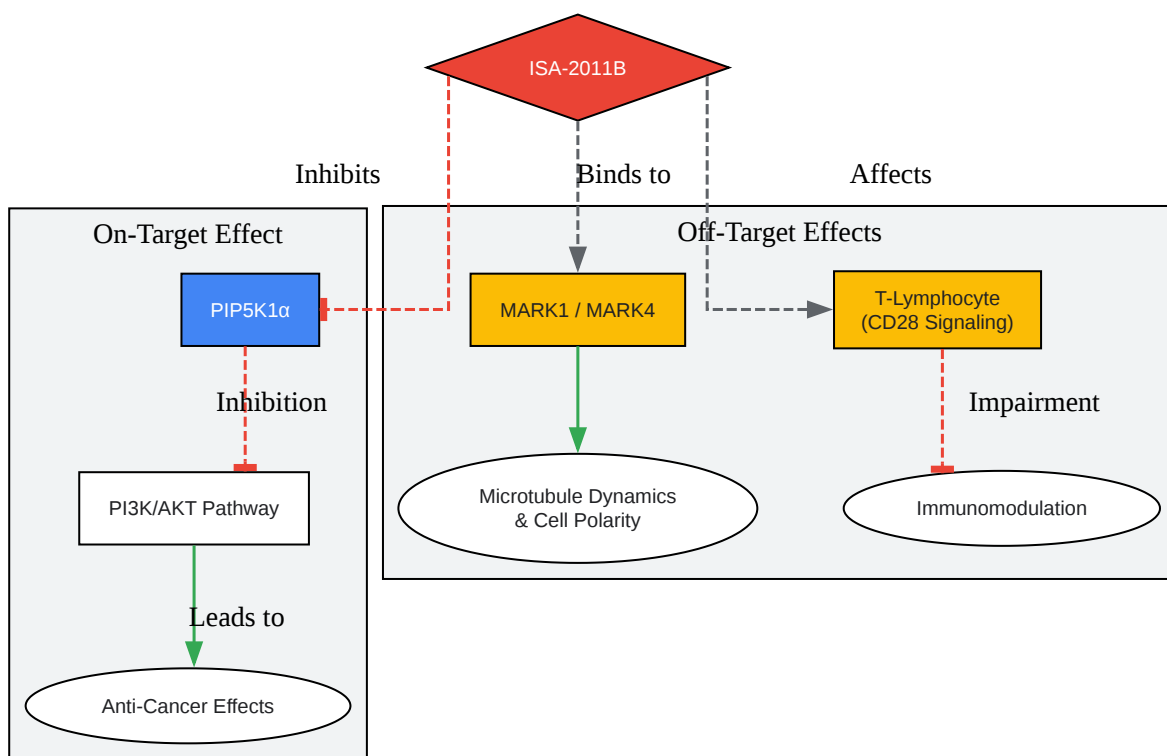 ISA-2011B
Inhibits
Binds to
Affects
On-Target Effect
Off-Target Effects
PIP5K1α
MARK1 / MARK4
T-Lymphocyte
(CD28 Signaling)
Inhibition
Impairment
PI3K/AKT Pathway
Microtubule Dynamics
& Cell Polarity
Immunomodulation
Leads to
Anti-Cancer Effects